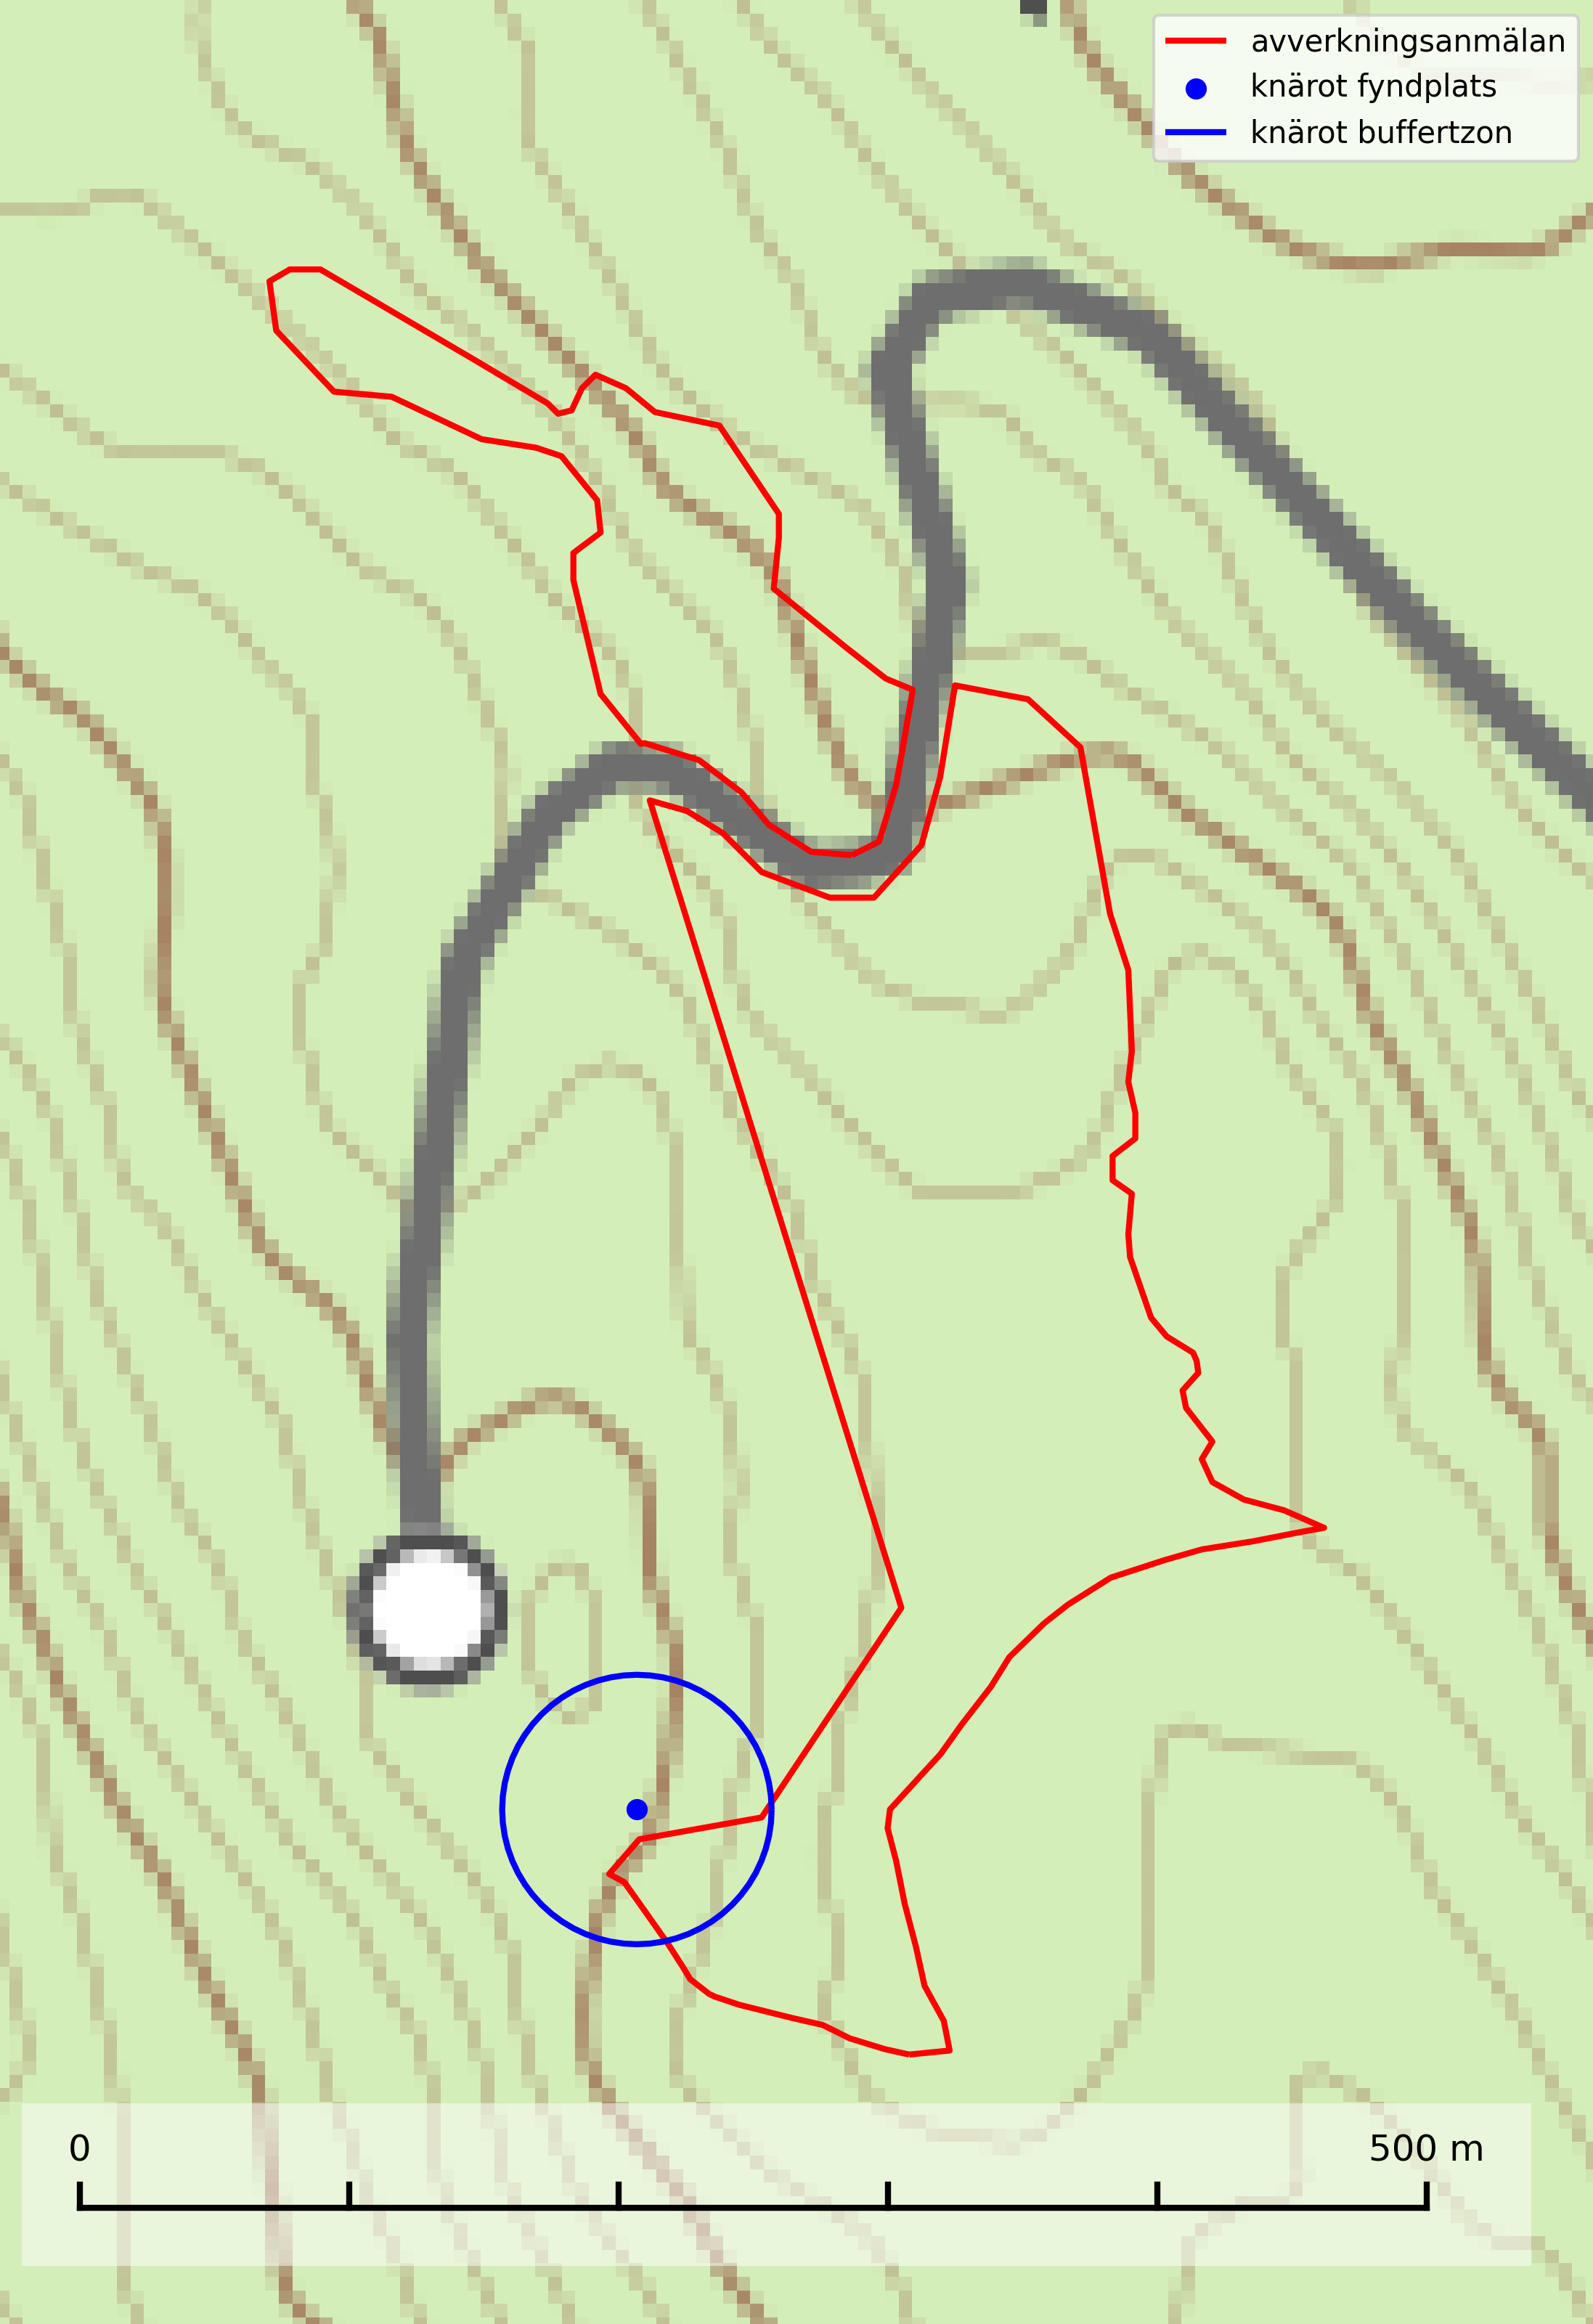 avverkningsanmälan
knärot fyndplats
knärot buffertzon
0
500 m